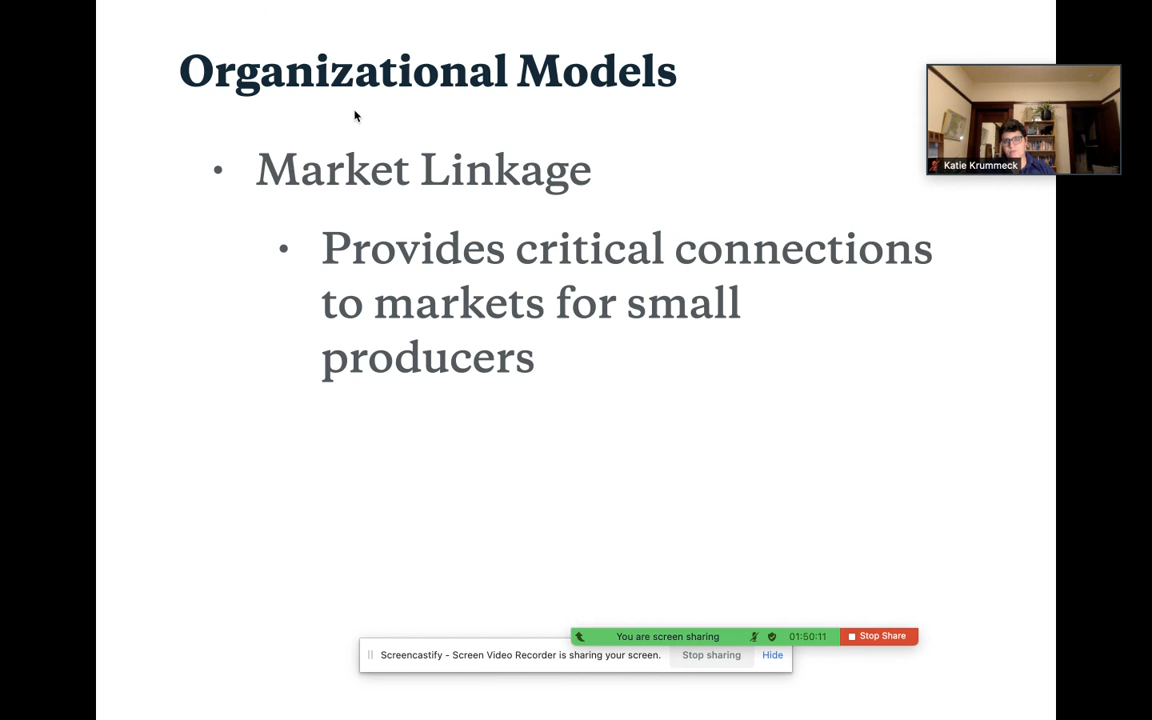 Organizational Models
• Market Linkage
• Provides critical connections
to markets for small
producers
Katie Krummeck
You are screen sharing
01:50:11
Stop Share
Screencastify - Screen Video Recorder is sharing your screen.
Stop sharing
Hide